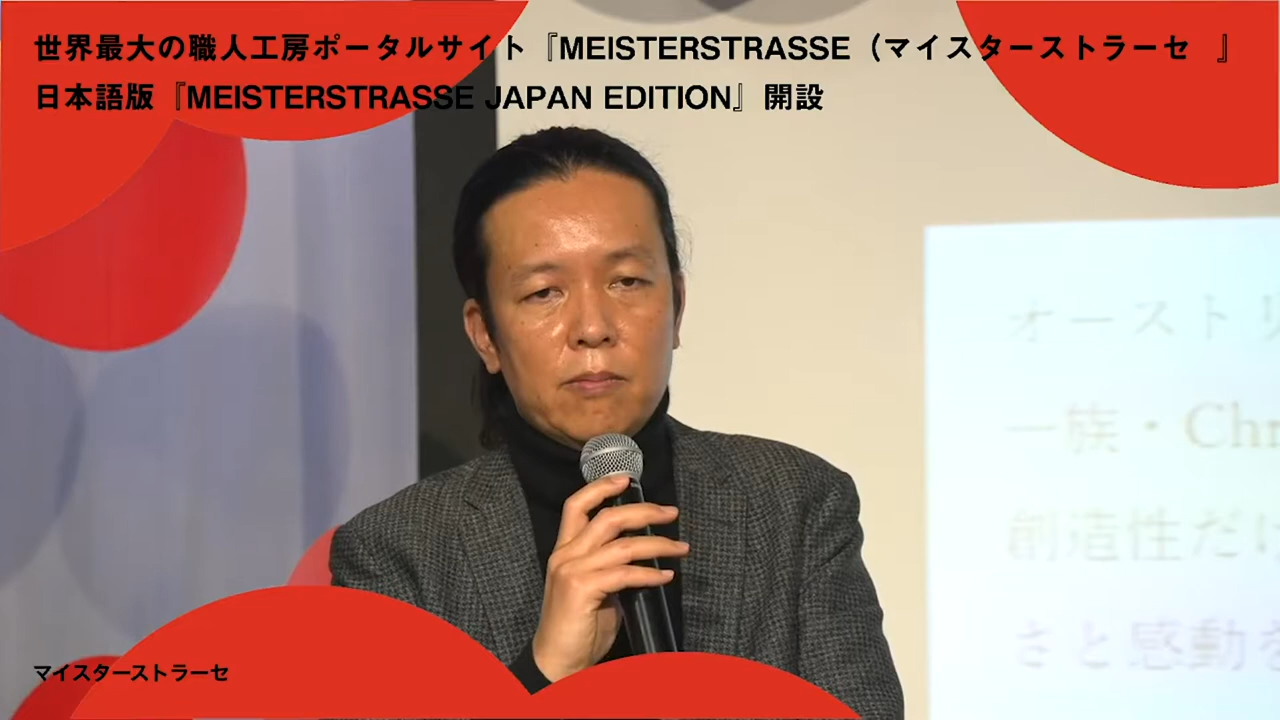 世界最大の職人工房ポータルサイト『MEISTERSTRASSE（マイスターストラーセ 』
日本語版『MEISTERSTRASSE JAPAN EDITION』開設
オースト
一族・Chr
創造性だけ
さと感動を
マイスターストラーセ